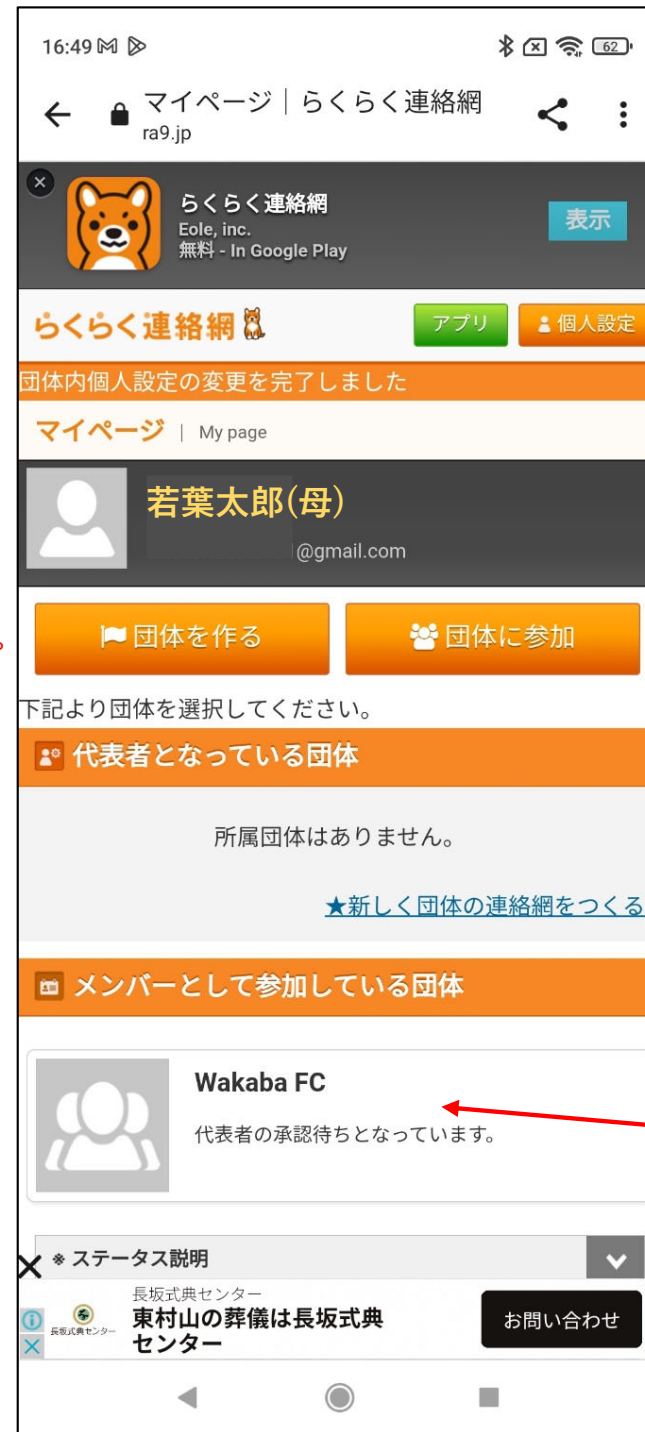 16:49
62
マイページ｜らくらく連絡網
ra9.jp
らくらく連絡網
Eole, inc.
無料 - In Google Play
表示
らくらく連絡網
アプリ
個人設定
団体内個人設定の変更を完了しました
マイページ | My page
若葉太郎(母)
@gmail.com
。
団体を作る
団体に参加
下記より団体を選択してください。
代表者となっている団体
所属団体はありません。
★新しく団体の連絡網をつくる
メンバーとして参加している団体
Wakaba FC
代表者の承認待ちとなっています。
※ ステータス説明
長坂式典センター
東村山の葬儀は長坂式典
センター
長坂式典センター
お問い合わせ